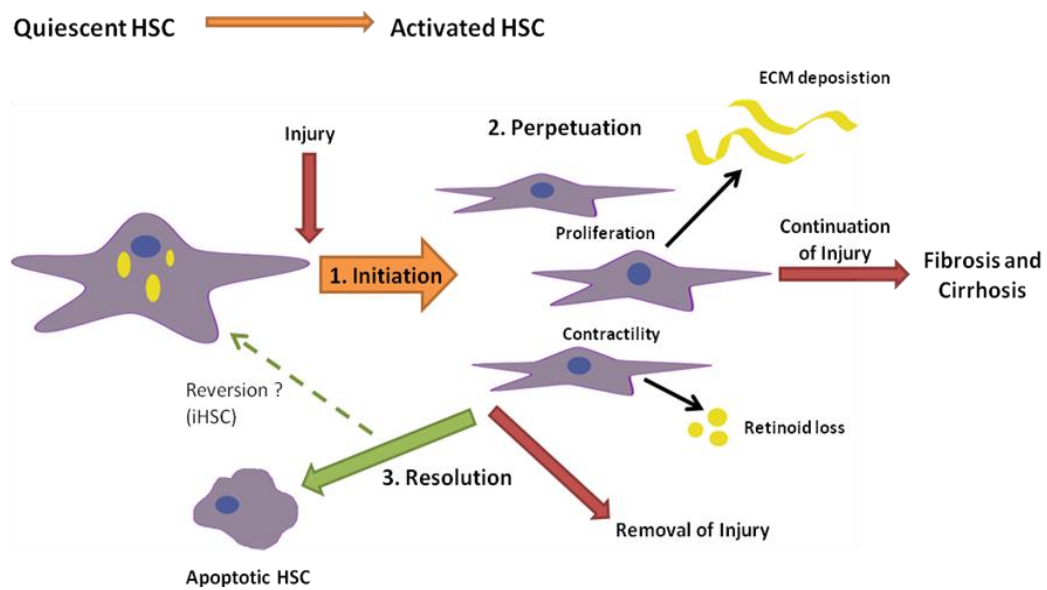 Quiescent HSC
Activated HSC
ECM deposistion
Injury
2. Perpetuation
Proliferation
Continuation
of Injury
1. Initiation
Fibrosis and
Cirrhosis
Contractility
Reversion ?
(iHSC)
Retinoid loss
3. Resolution
Removal of Injury
Apoptotic HSC